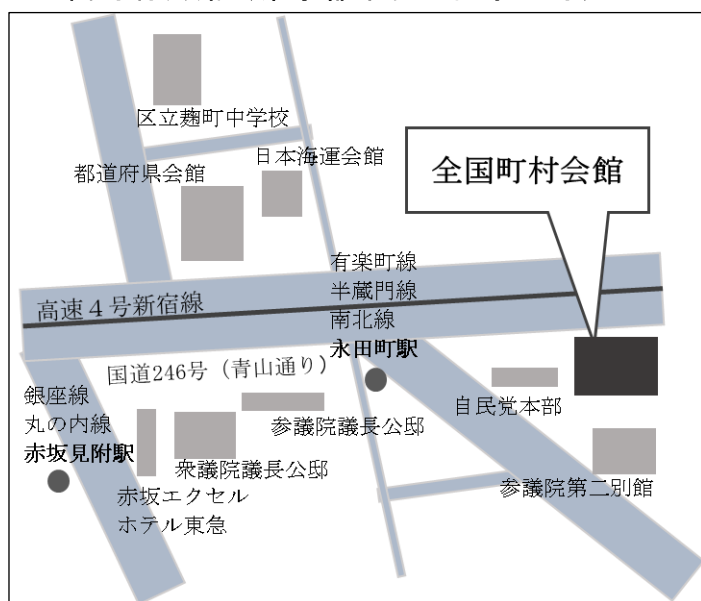 区立麴町中学校
日本海運会館
都道府県会館
全国町村会館
有楽町線
半蔵門線
南北線
永田町駅
高速4号新宿線
国道246号（青山通り）
銀座線
丸の内線
赤坂見附駅
自民党本部
参議院議長公邸
衆議院議長公邸
参議院第二別館
赤坂エクセル
ホテル東急